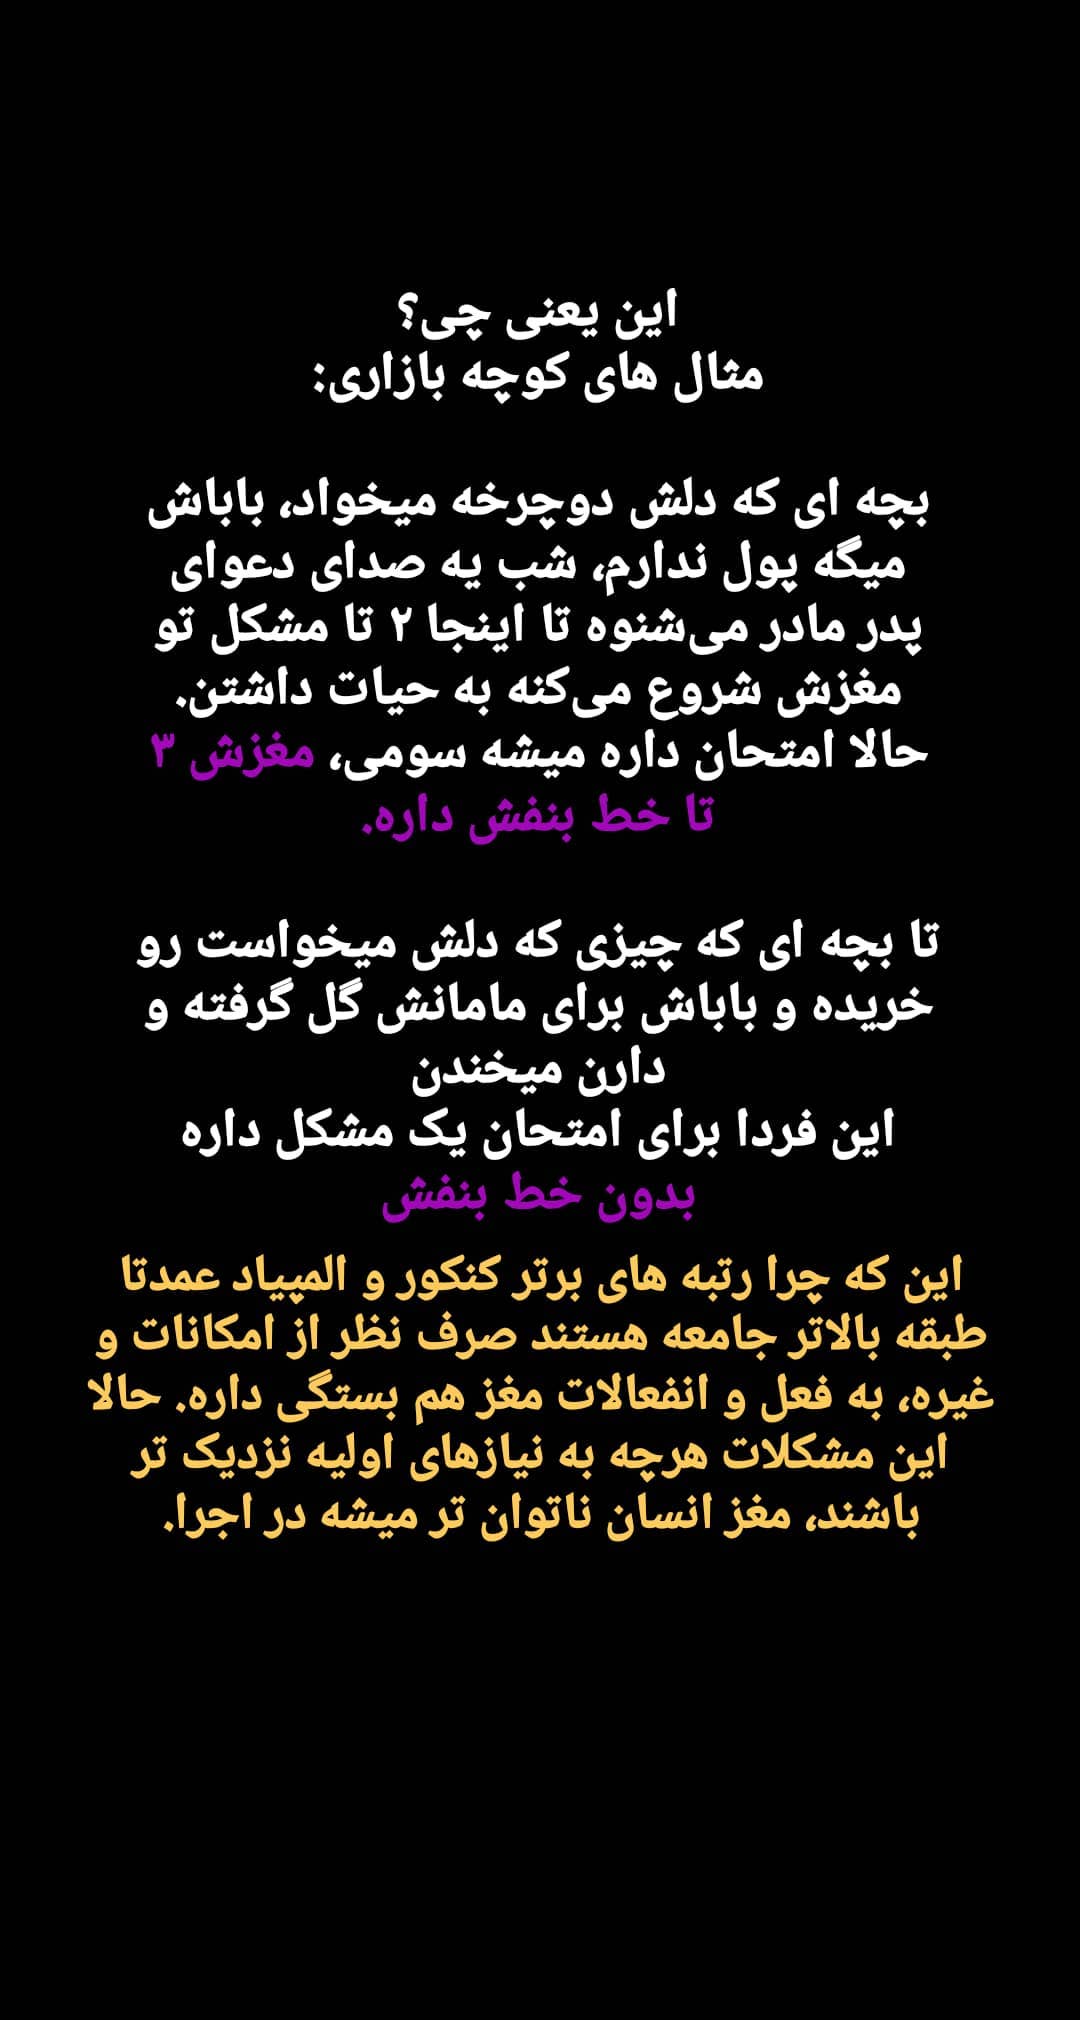 این یعنی چی؟
مثال های کوچه بازاری:
بچه ای که دلش دوچرخه میخواد، باباش
میگه پول ندارم، شب یه صدای دعوای
پدر مادر می‌شنوه تا اینجا ۲ تا مشکل تو
مغزش شروع می‌کنه به حیات داشتن.
حالا امتحان داره میشه سومی، مغزش ۳
تا خط بنفش داره.
تا بچه ای که چیزی که دلش میخواست رو
خریده و باباش برای مامانش گل گرفته و
دارن میخندن
این فردا برای امتحان یک مشکل داره
بدون خط بنفش
این که چرا رتبه های برتر کنکور و المپیاد عمدتا
طبقه بالاتر جامعه هستند صرف نظر از امکانات و
غیره، به فعل و انفعالات مغز هم بستگی داره. حالا
این مشکلات هرچه به نیازهای اولیه نزدیک تر
باشند، مغز انسان ناتوان تر میشه در اجرا.